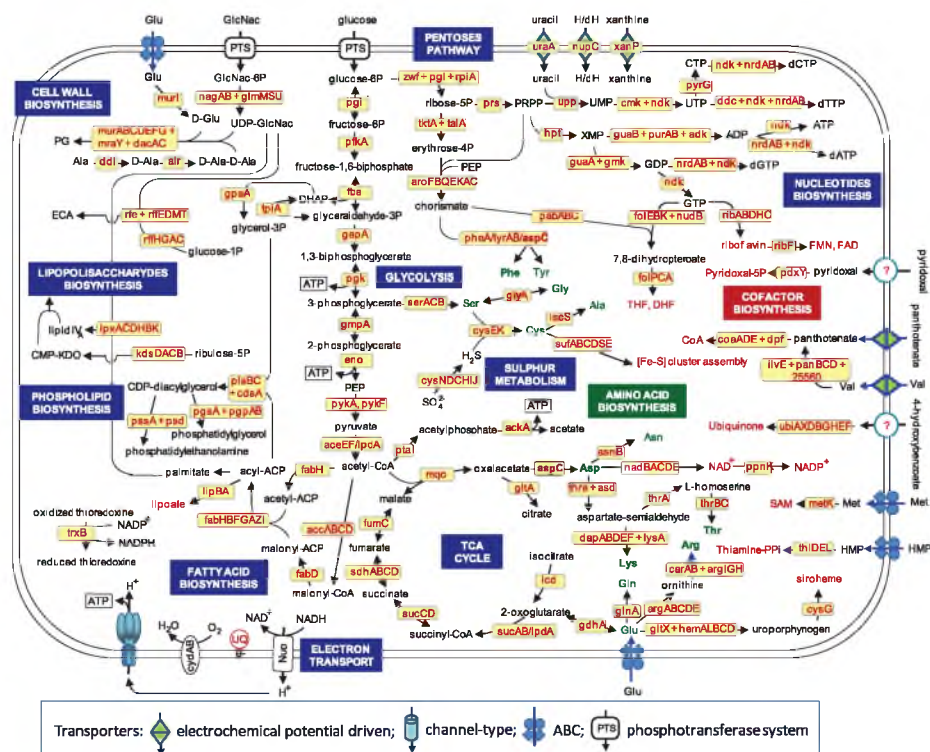 Glu
GlcNac
glucose
PENTOSES
PATHWAY
uracil
H/dH
xanthine
PTS
PTS
uraA
nupC
xanP
Glu
GlcNac-6P
glucose-6P
zwf + pgl + rpiA
uracil
H/dH
xanthine
CTP
ndk + nrdAB
dCTP
CELL WALL
BIOSYNTHESIS
murI
nagAB + glmMSU
pgi
ribose-5P
prs
PRPP
upp
UMP
cmk + ndk
UTP
pyrG
ddc + ndk + nrdAB
dTTP
D-Glu
UDP-GlcNac
fructose-6P
tktA + talA
PG
murABCDEFG +
mraY + dacAC
pfkA
erythrose-4P
hpt
XMP
guaB + purAB + adk
ADP
ndk
ATP
nrdAB + ndk
dATP
Ala
ddl
D-Ala
alr
D-Ala-D-Ala
fructose-1,6-biphosphate
PEP
guaA + gmk
GDP
nrdAB + ndk
dGTP
aroFBQEKAC
ndk
NUCLEOTIDES
BIOSYNTHESIS
gpsA
DHAP
fba
tpiA
glyceraldehyde-3P
chorismate
GTP
ECA
rfe + rffEDMT
glycerol-3P
pabABC
folEBK + nudB
ribABDHC
rffHGAC
gapA
pheA/tyrAB/aspC
riboflavin
ribF
FMN, FAD
glucose-1P
1,3-biphosphoglycerate
7,8-dihydropteroate
LIPOPOLISACCHARYDES
BIOSYNTHESIS
ATP
pgk
GLYCOLYSIS
Phe
Tyr
folPCA
Pyridoxal-5P
pdxY
pyridoxal
?
pyridoxal
3-phosphoglycerate
serACB
Ser
glyA
Gly
Ala
THF, DHF
COFACTOR
BIOSYNTHESIS
lipidIV
lpxACDHBK
gmpA
cysEK
Cys
iscS
panthotenate
CMP-KDO
kdsDACB
ribulose-5P
2-phosphoglycerate
H₂S
sufABCDSE
CoA
coaADE + dpf
panthotenate
eno
ATP
cysNDCHIJ
SULPHUR
METABOLISM
[Fe-S] cluster assembly
ilvE + panBCD +
25560
Val
Val
PHOSPHOLIPID
BIOSYNTHESIS
CDP-diacylglycerol
plsBC
+ cdsA
PEP
SO₄²⁻
AMINO ACID
BIOSYNTHESIS
pssA + psd
pgsA + pgpAB
pykA, pykF
ATP
4-hydroxybenzoate
phosphatidylglycerol
phosphatidylethanolamine
pyruvate
acetylphosphate
ackA
acetate
Ubiquinone
ubiAXDBGHEF
?
aceEF/lpdA
pta
Asn
asnB
palmitate
acyl-ACP
fabH
acetyl-CoA
mqo
oxalacetate
aspC
Asp
nadBACDE
NAD⁺
ppnK
NADP⁺
lipoale
lipBA
acetyl-ACP
malate
gltA
citrate
thrA + asd
thrA
L-homoserine
thrBC
SAM
metK
Met
Met
oxidized thioredoxine
fabHBFGAZI
accABCD
fumC
aspartate-semialdehyde
trxB
NADP⁺
NADPH
reduced thioredoxine
malonyl-ACP
fumarate
TCA
CYCLE
dapABDEF + lysA
Thr
Arg
Thiamine-PPi
thiDEL
HMP
HMP
FATTY ACID
BIOSYNTHESIS
fabD
malonyl-CoA
sdhABCD
succinate
isocitrate
icd
Lys
Gln
carAB + argIGH
ornithine
siroheme
H⁺
ATP
sucCD
succinyl-CoA
sucAB/lpdA
2-oxoglutarate
gdhA
glnA
Glu
argABCDE
gltX + hemALBCD
cysG
uroporphynogen
H₂O
O₂
cydAB
UQ
NAD⁺
NADH
Nuo
H⁺
ELECTRON
TRANSPORT
Glu
Transporters:
electrochemical potential driven;
channel-type;
ABC;
PTS
phosphotransferase system